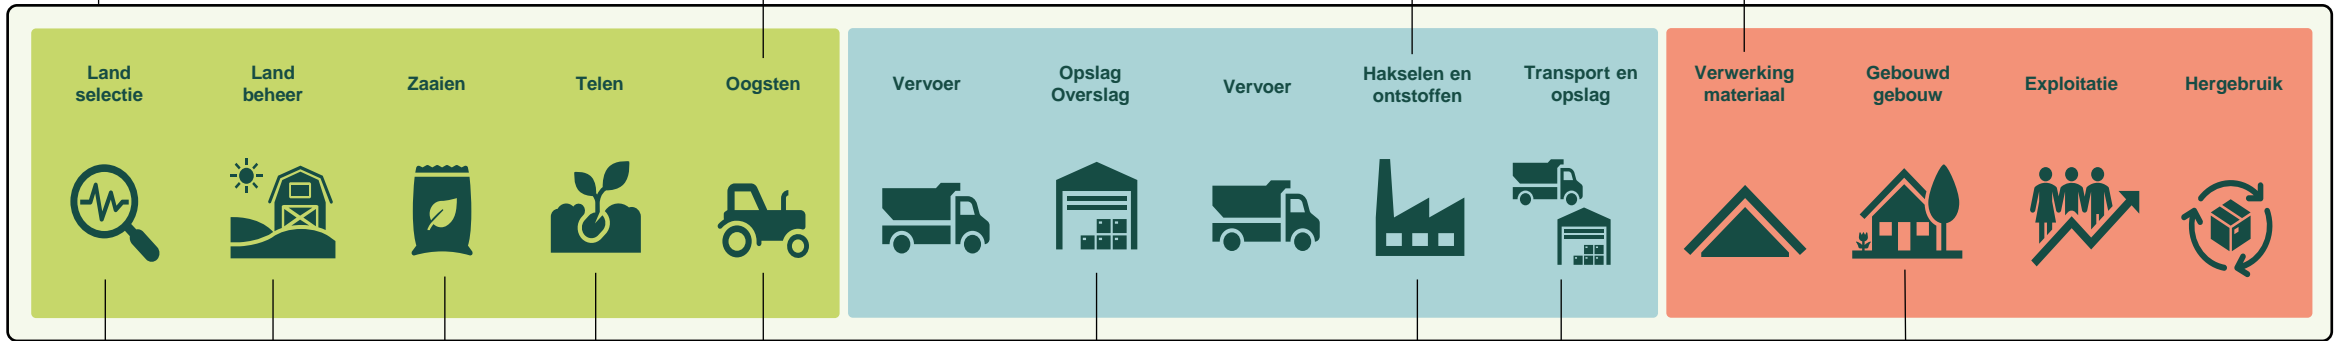 Land
selectie
Land
beheer
Zaaien
Telen
Oogsten
Vervoer
Opslag
Overslag
Vervoer
Hakselen en
ontstoffen
Transport en
opslag
Verwerking
materiaal
Gebouwd
gebouw
Exploitatie
Hergebruik